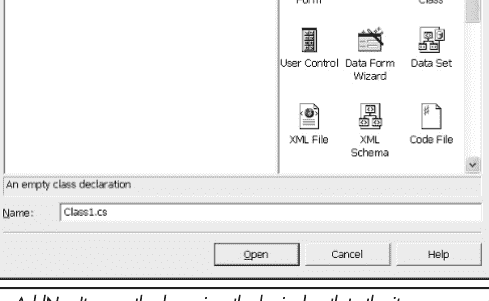 Form Class
User Control Data Form Wizard Data Set
XML File XML Schema Code File
An empty class declaration
Name: Class1.cs
Open Cancel Help